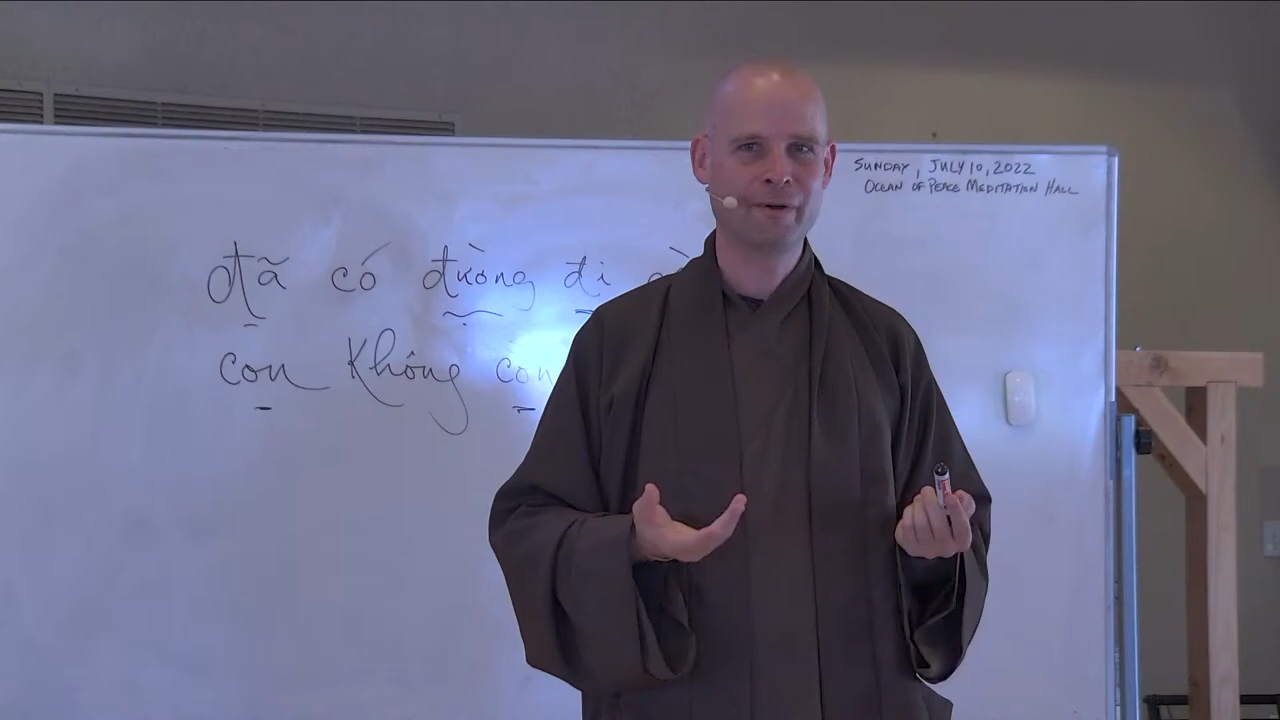 SUNDAY, JULY 10, 2022
OCEAN OF PEACE MEDITATION HALL
đã có đường đi
con không con